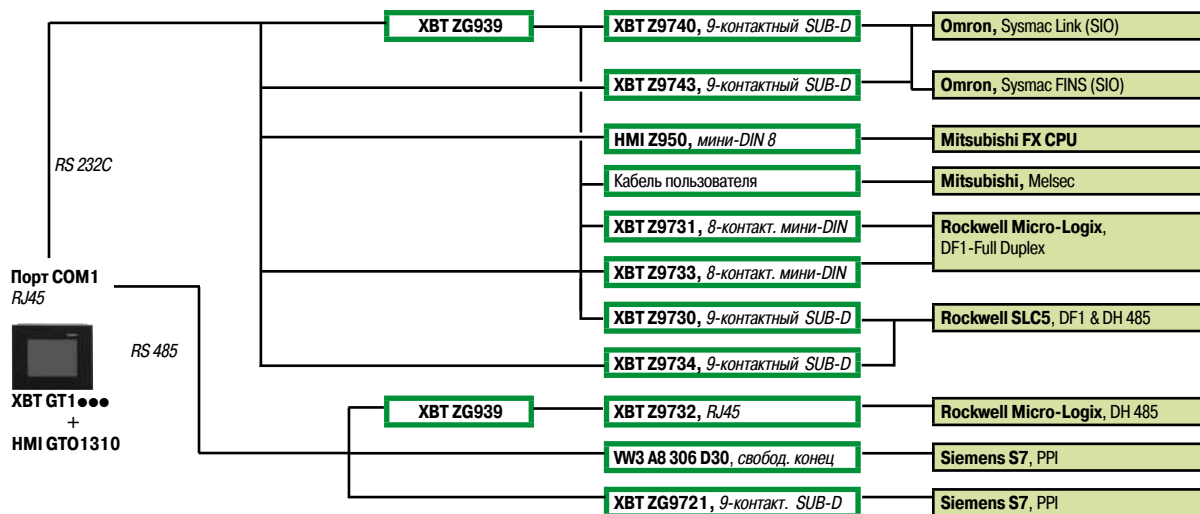 XBT ZG939
XBT Z9740, 9-контактный SUB-D
Omron, Sysmac Link (SIO)
XBT Z9743, 9-контактный SUB-D
Omron, Sysmac FINS (SIO)
HMI Z950, мини-DIN 8
Mitsubishi FX CPU
RS 232C
Кабель пользователя
Mitsubishi, Melsec
XBT Z9731, 8-контакт. мини-DIN
Rockwell Micro-Logix,
DF1-Full Duplex
XBT Z9733, 8-контакт. мини-DIN
Порт COM1
RJ45
XBT Z9730, 9-контактный SUB-D
Rockwell SLC5, DF1 & DH 485
RS 485
XBT Z9734, 9-контактный SUB-D
XBT GT1●●●
+
HMI GTO1310
XBT ZG939
XBT Z9732, RJ45
Rockwell Micro-Logix, DH 485
VW3 A8 306 D30, свобод. конец
Siemens S7, PPI
XBT ZG9721, 9-контакт. SUB-D
Siemens S7, PPI